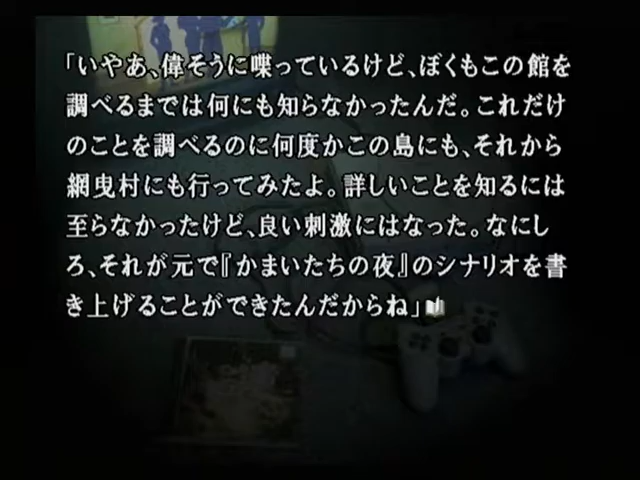 「いやあ、偉そうに喋っているけど、ぼくもこの館を
調べるまでは何にも知らなかったんだ。これだけ
のことを調べるのに何度かこの島にも、それから
網曳村にも行ってみたよ。詳しいことを知るには
至らなかったけど、良い刺激にはなった。なにし
ろ、それが元で『かまいたちの夜』のシナリオを書
き上げることができたんだからね」